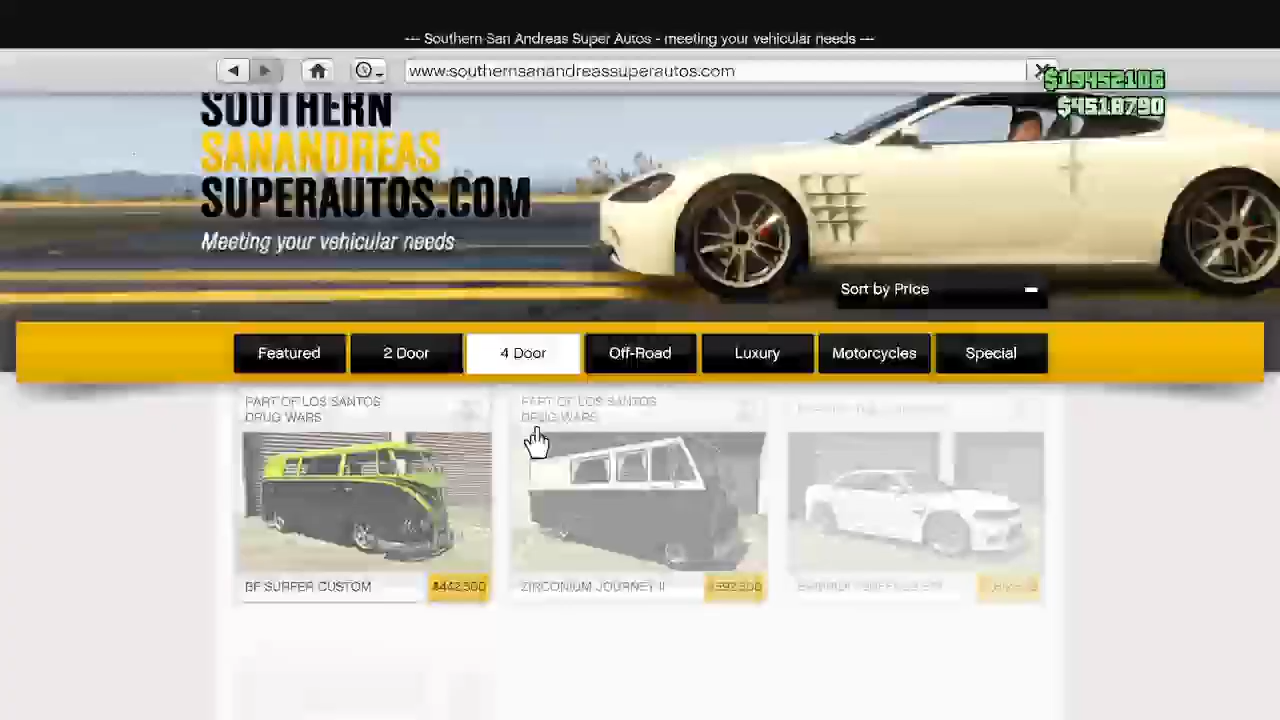 --- Southern San Andreas Super Autos - meeting your vehicular needs ---
www.southernsanandreassuperautos.com
$19452106
$4518790
SOUTHERN
SANANDREAS
SUPERAUTOS.COM
Meeting your vehicular needs
Sort by Price
Featured
2 Door
4 Door
Off-Road
Luxury
Motorcycles
Special
PART OF LOS SANTOS
DRUG WARS
PART OF LOS SANTOS
DRUG WARS
BF SURFER CUSTOM
$442,500
ZIRCONIUM JOURNEY II